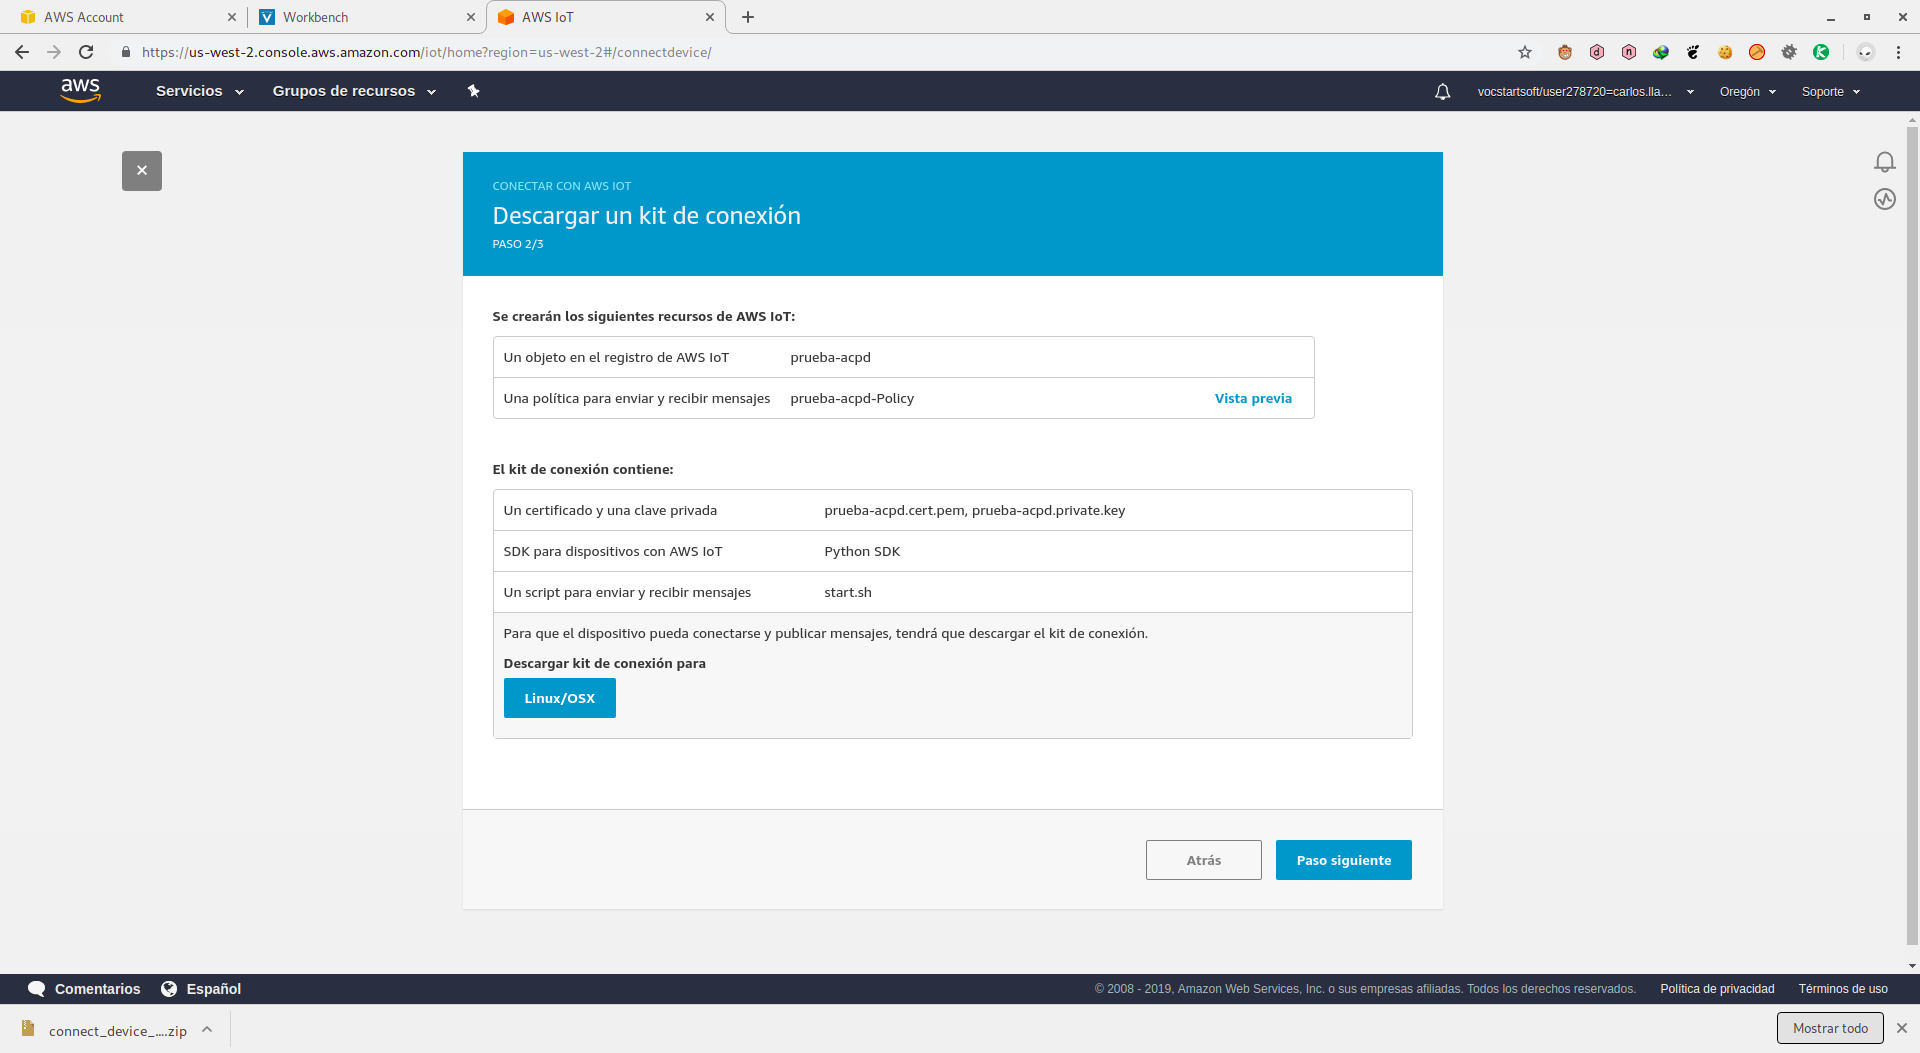 AWS Account
Workbench
AWS IoT
https://us-west-2.console.aws.amazon.com/iot/home?region=us-west-2#/connectdevice/
aws
Servicios
Grupos de recursos
vocstartsoft/user278720=carlos.lla...
Oregón
Soporte
CONECTAR CON AWS IOT
Descargar un kit de conexión
PASO 2/3
Se crearán los siguientes recursos de AWS IoT:
Un objeto en el registro de AWS IoT prueba-acpd
Una política para enviar y recibir mensajes prueba-acpd-Policy Vista previa
El kit de conexión contiene:
Un certificado y una clave privada prueba-acpd.cert.pem, prueba-acpd.private.key
SDK para dispositivos con AWS IoT Python SDK
Un script para enviar y recibir mensajes start.sh
Para que el dispositivo pueda conectarse y publicar mensajes, tendrá que descargar el kit de conexión.
Descargar kit de conexión para
Linux/OSX
Atrás
Paso siguiente
Comentarios
Español
© 2008 - 2019, Amazon Web Services, Inc. o sus empresas afiliadas. Todos los derechos reservados.
Política de privacidad
Términos de uso
connect_device_....zip
Mostrar todo